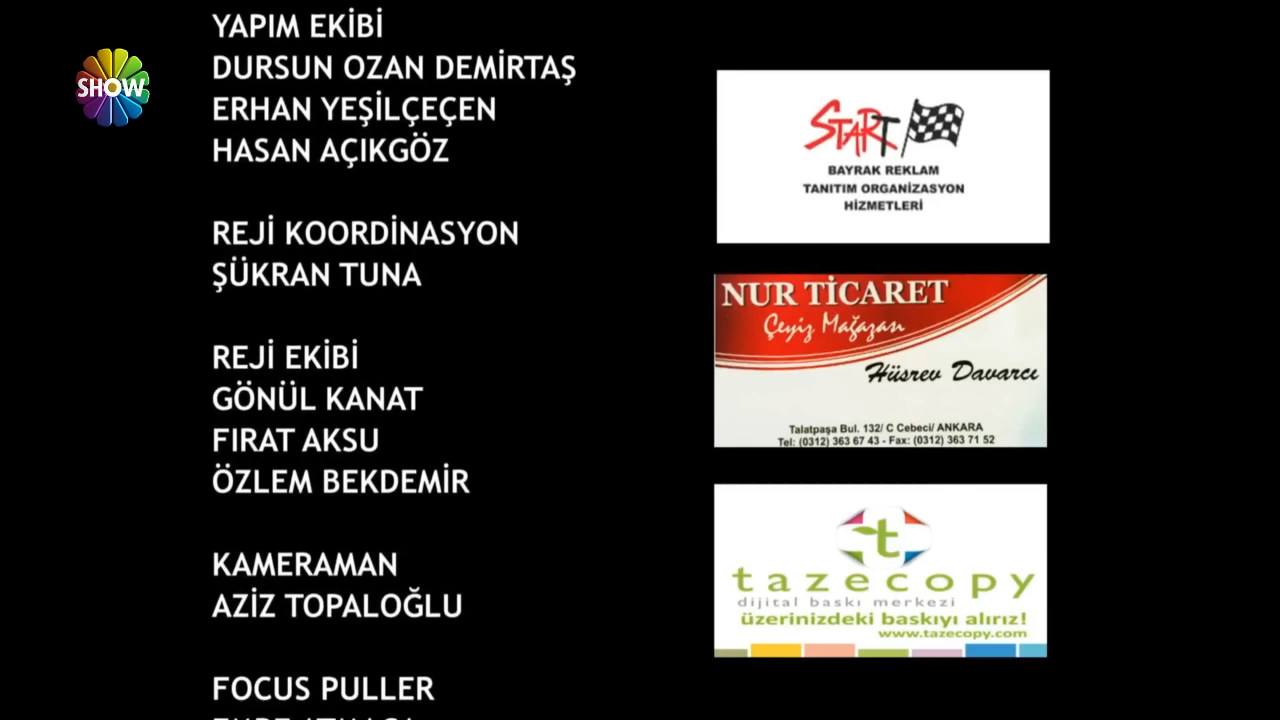 SHOW
YAPIM EKİBİ
DURSUN OZAN DEMİRTAŞ
ERHAN YEŞİLÇEÇEN
HASAN AÇIKGÖZ
REJİ KOORDİNASYON
ŞÜKRAN TUNA
REJİ EKİBİ
GÖNÜL KANAT
FIRAT AKSU
ÖZLEM BEKDEMİR
KAMERAMAN
AZİZ TOPALOĞLU
FOCUS PULLER
START
BAYRAK REKLAM
TANITIM ORGANİZASYON
HİZMETLERİ
NUR TİCARET
Çeyiz Mağazası
Hüsrev Davarcı
Talatpaşa Bul. 132/ C Cebeci/ ANKARA
Tel: (0312) 363 67 43 - Fax: (0312) 363 71 52
t
tazecopy
dijital baskı merkezi
üzerinizdeki baskıyı alırız!
www.tazecopy.com